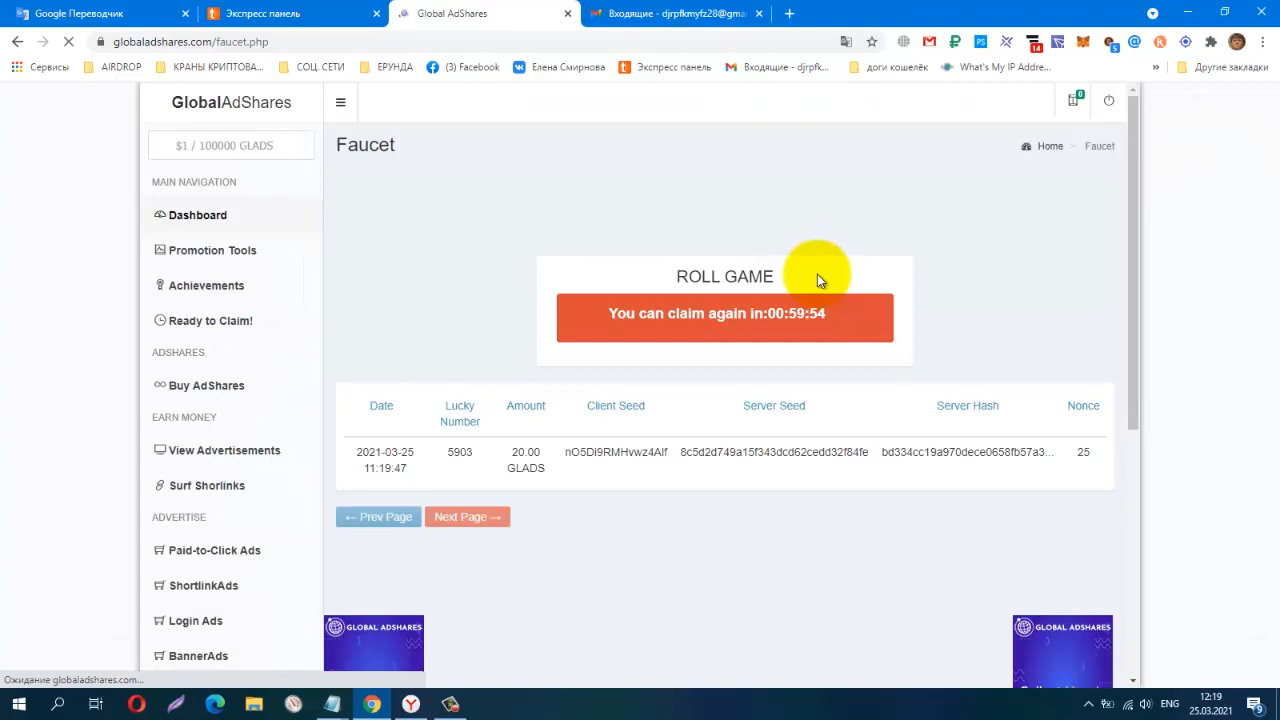 Google Переводчик
Экспресс панель
Global AdShares
Входящие - djrpfkmyfz28@gma
globaladshares.com/faucet.php
14
5
Сервисы
AIRDROP
КРАНЫ КРИПТОВА...
СОЦ. СЕТИ
ЕРУНДА
(3) Facebook
Елена Смирнова
Экспресс панель
Входящие - djrpfk...
доги кошелёк
What's My IP Addre...
»
Другие закладки
GlobalAdShares
0
$1 / 100000 GLADS
Faucet
Home > Faucet
MAIN NAVIGATION
Dashboard
Promotion Tools
Achievements
Ready to Claim!
ADSHARES
Buy AdShares
EARN MONEY
View Advertisements
Surf Shorlinks
ADVERTISE
Paid-to-Click Ads
ShortlinkAds
Login Ads
BannerAds
ROLL GAME
You can claim again in:00:59:54
Date Lucky Number Amount Client Seed Server Seed Server Hash Nonce
2021-03-25 11:19:47 5903 20.00 GLADS nO5Di9RMHvwz4Alf 8c5d2d749a15f343dcd62cedd32f84fe bd334cc19a970dece0658fb57a3... 25
← Prev Page
Next Page →
GLOBAL ADSHARES
GLOBAL ADSHARES
Ожидание globaladshares.com...
ENG
12:19
25.03.2021
9